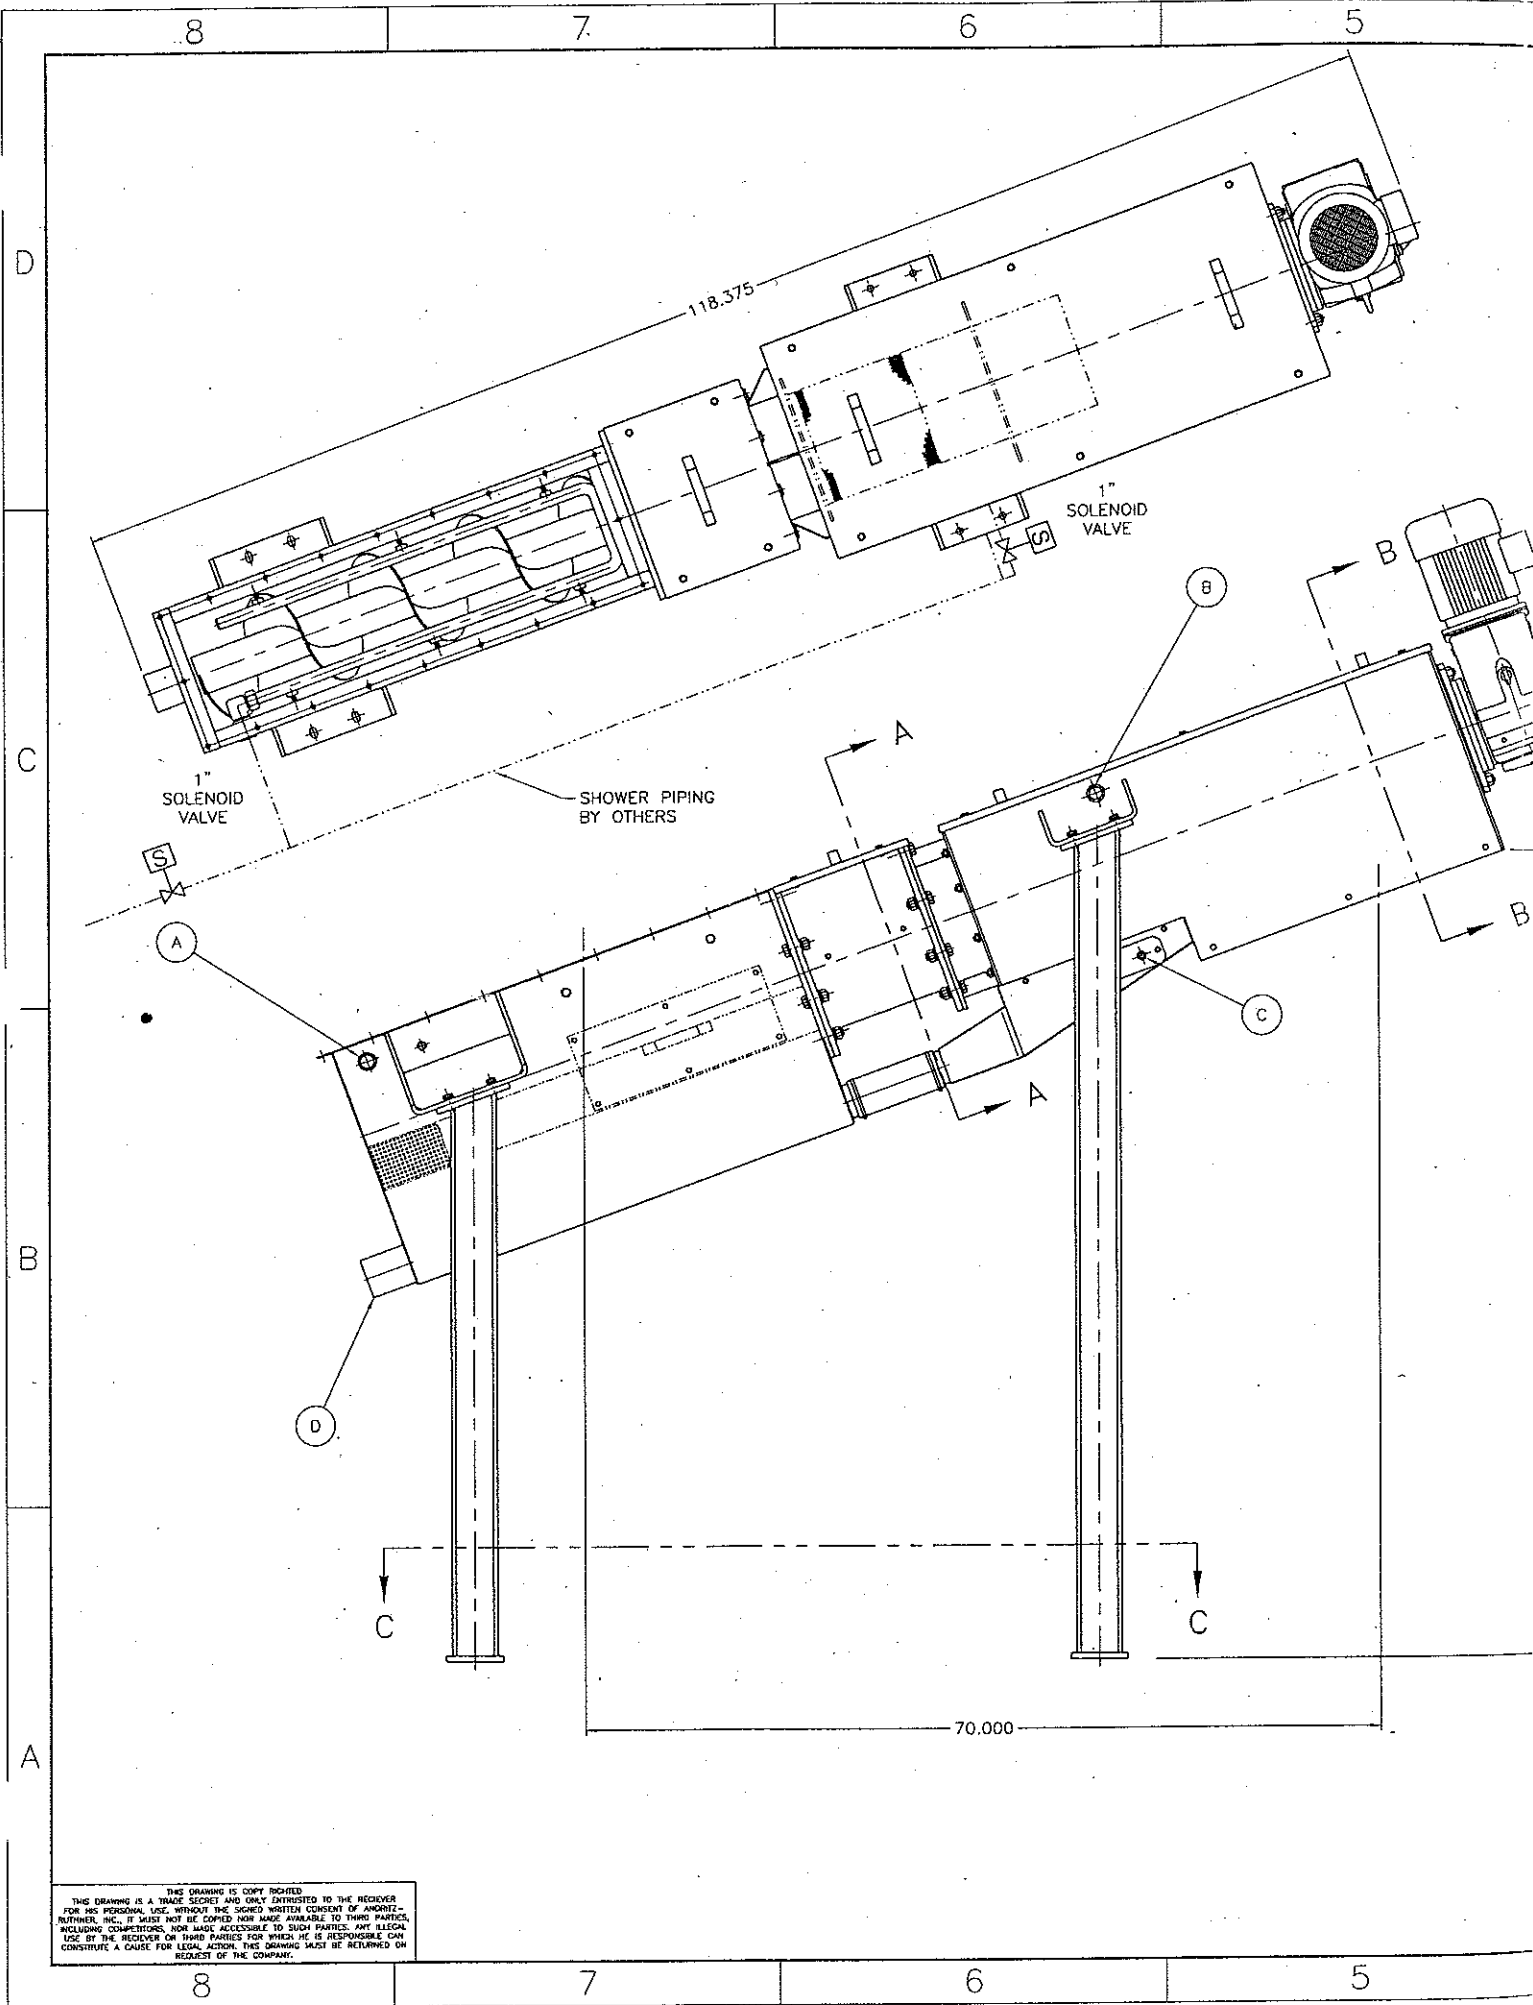 8
7
6
5
D
118.375
1"
SOLENOID
VALVE
S
B
B
C
A
1"
SOLENOID
VALVE
SHOWER PIPING
BY OTHERS
S
A
B
C
A
B
D
C
C
70.000
A
THIS DRAWING IS COPY RIGHTED
THIS DRAWING IS A TRADE SECRET AND ONLY ENTRUSTED TO THE RECIEVER
FOR HIS PERSONAL USE. WITHOUT THE SIGNED WRITTEN CONSENT OF ANDRITZ-
RUTHNER, INC., IT MUST NOT BE COPIED NOR MADE AVAILABLE TO THIRD PARTIES,
INCLUDING COMPETITORS, NOR MADE ACCESSIBLE TO SUCH PARTIES. ANY ILLEGAL
USE BY THE RECIEVER OR THIRD PARTIES FOR WHICH HE IS RESPONSIBLE CAN
CONSTITUTE A CAUSE FOR LEGAL ACTION. THIS DRAWING MUST BE RETURNED ON
REQUEST OF THE COMPANY.
8
7
6
5